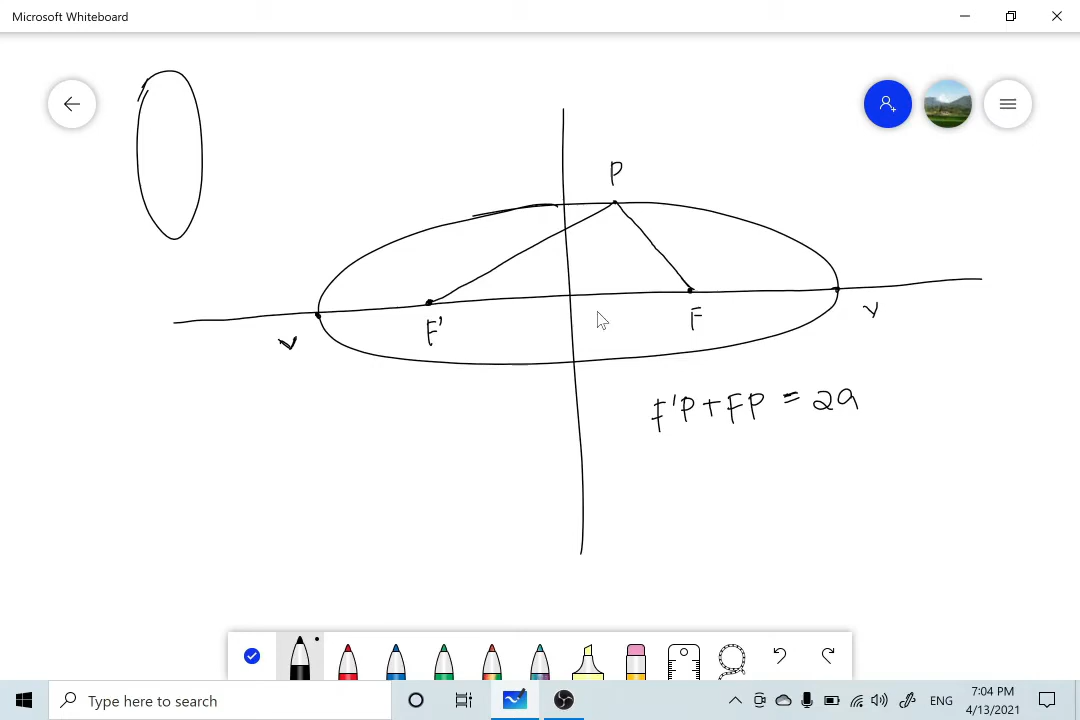 Microsoft Whiteboard
P
F'
F
V
V
F'P+FP = 2a
Type here to search
ENG
7:04 PM
4/13/2021